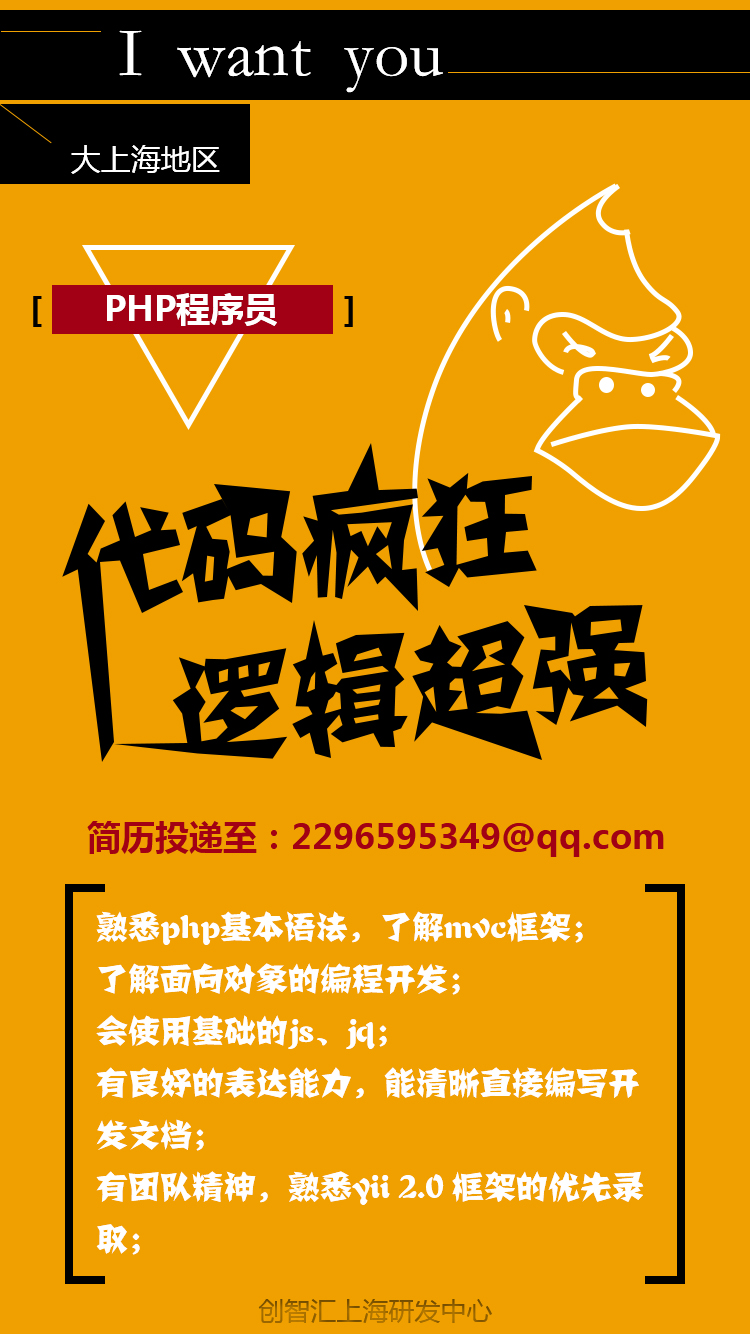 I want you
大上海地区
[ PHP程序员 ]
代码疯狂
逻辑超强
简历投递至：2296595349@qq.com
熟悉php基本语法，了解mvc框架；
了解面向对象的编程开发；
会使用基础的js、jq；
有良好的表达能力，能清晰直接编写开
发文档；
有团队精神，熟悉yii 2.0 框架的优先录
取；
创智汇上海研发中心